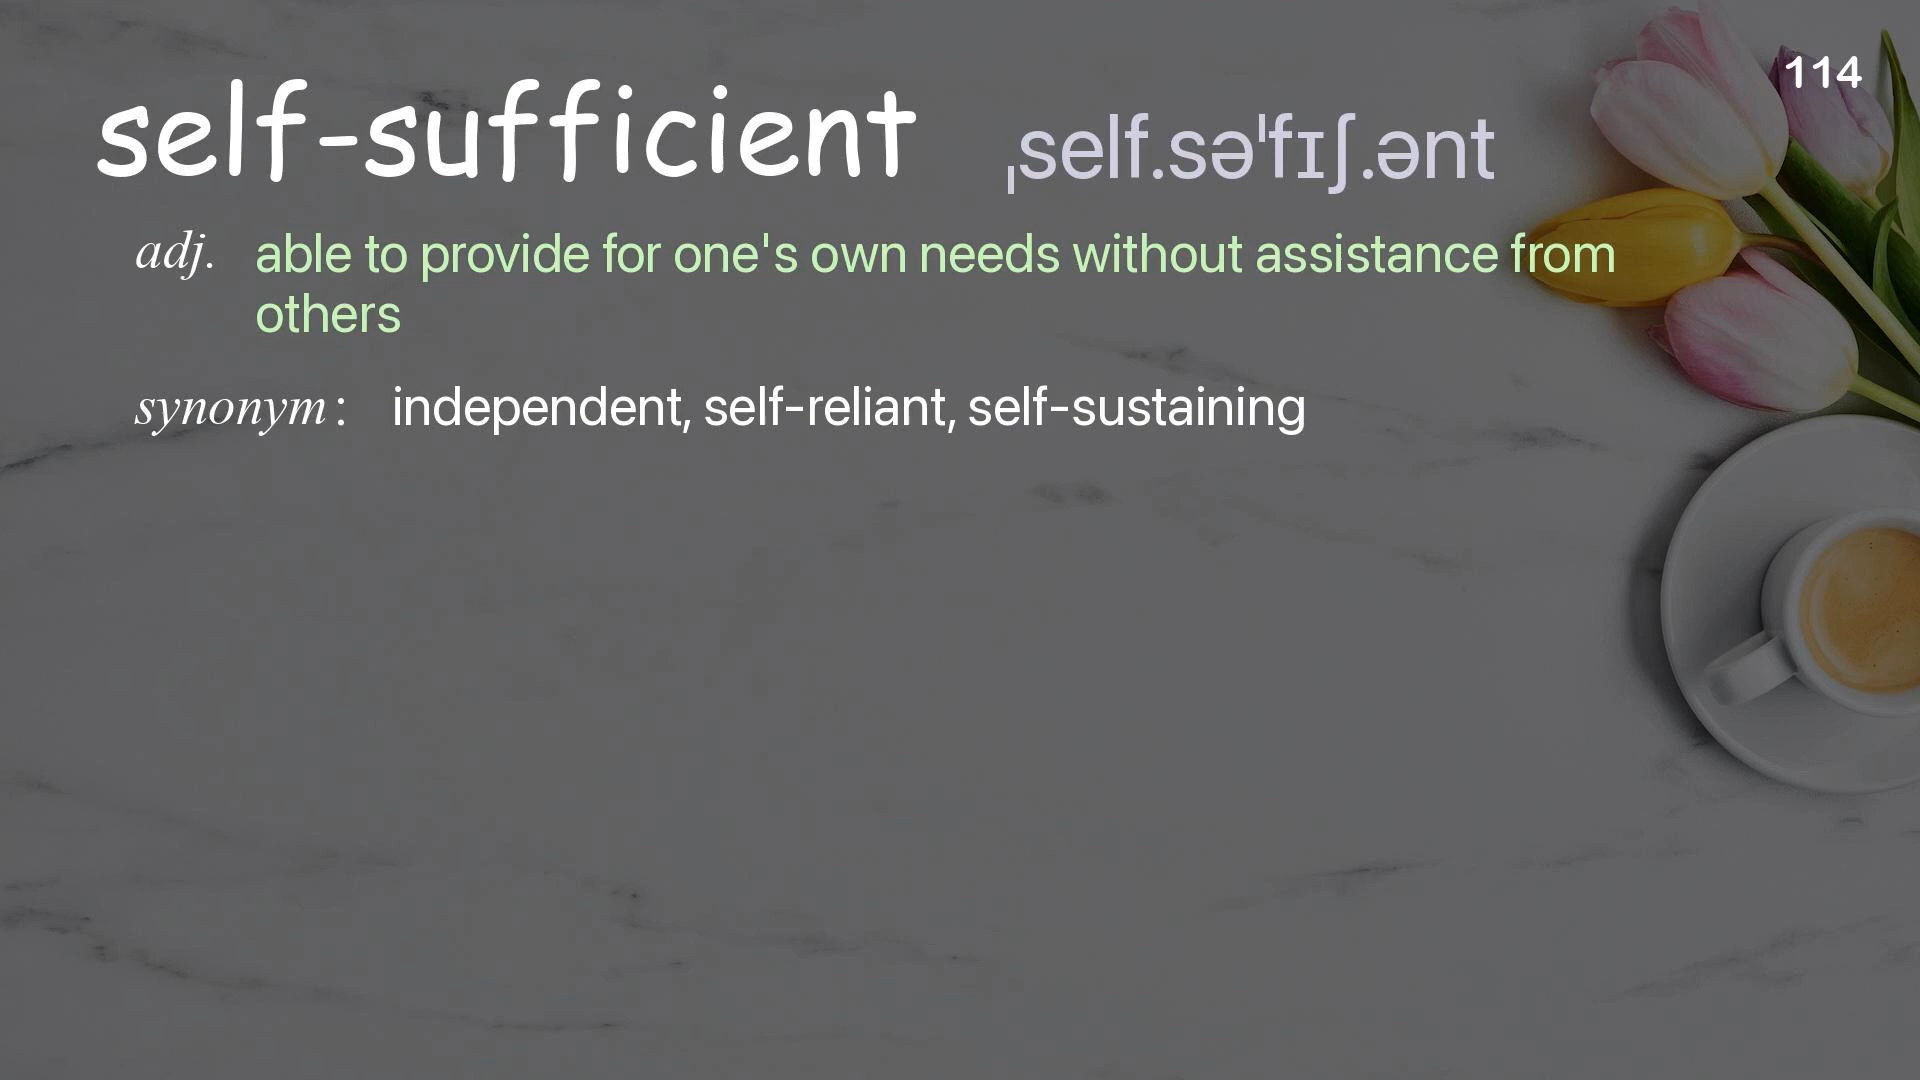 114
self-sufficient ˌself.səˈfɪʃ.ənt
adj. able to provide for one's own needs without assistance from
others
synonym: independent, self-reliant, self-sustaining